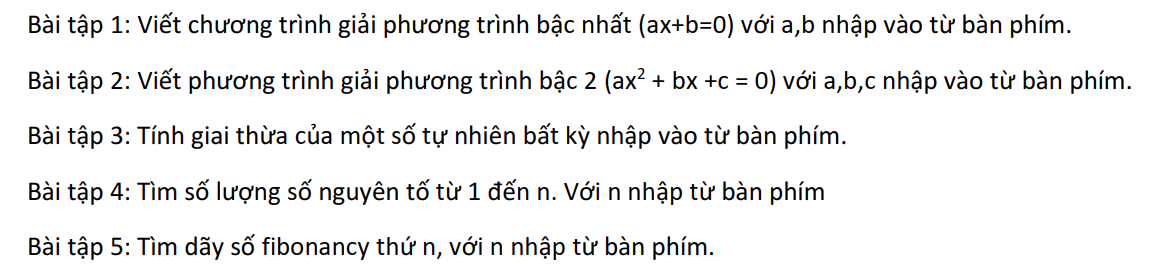 Bài tập 1: Viết chương trình giải phương trình bậc nhất (ax+b=0) với a,b nhập vào từ bàn phím.
Bài tập 2: Viết phương trình giải phương trình bậc 2 (ax² + bx +c = 0) với a,b,c nhập vào từ bàn phím.
Bài tập 3: Tính giai thừa của một số tự nhiên bất kỳ nhập vào từ bàn phím.
Bài tập 4: Tìm số lượng số nguyên tố từ 1 đến n. Với n nhập từ bàn phím
Bài tập 5: Tìm dãy số fibonancy thứ n, với n nhập từ bàn phím.